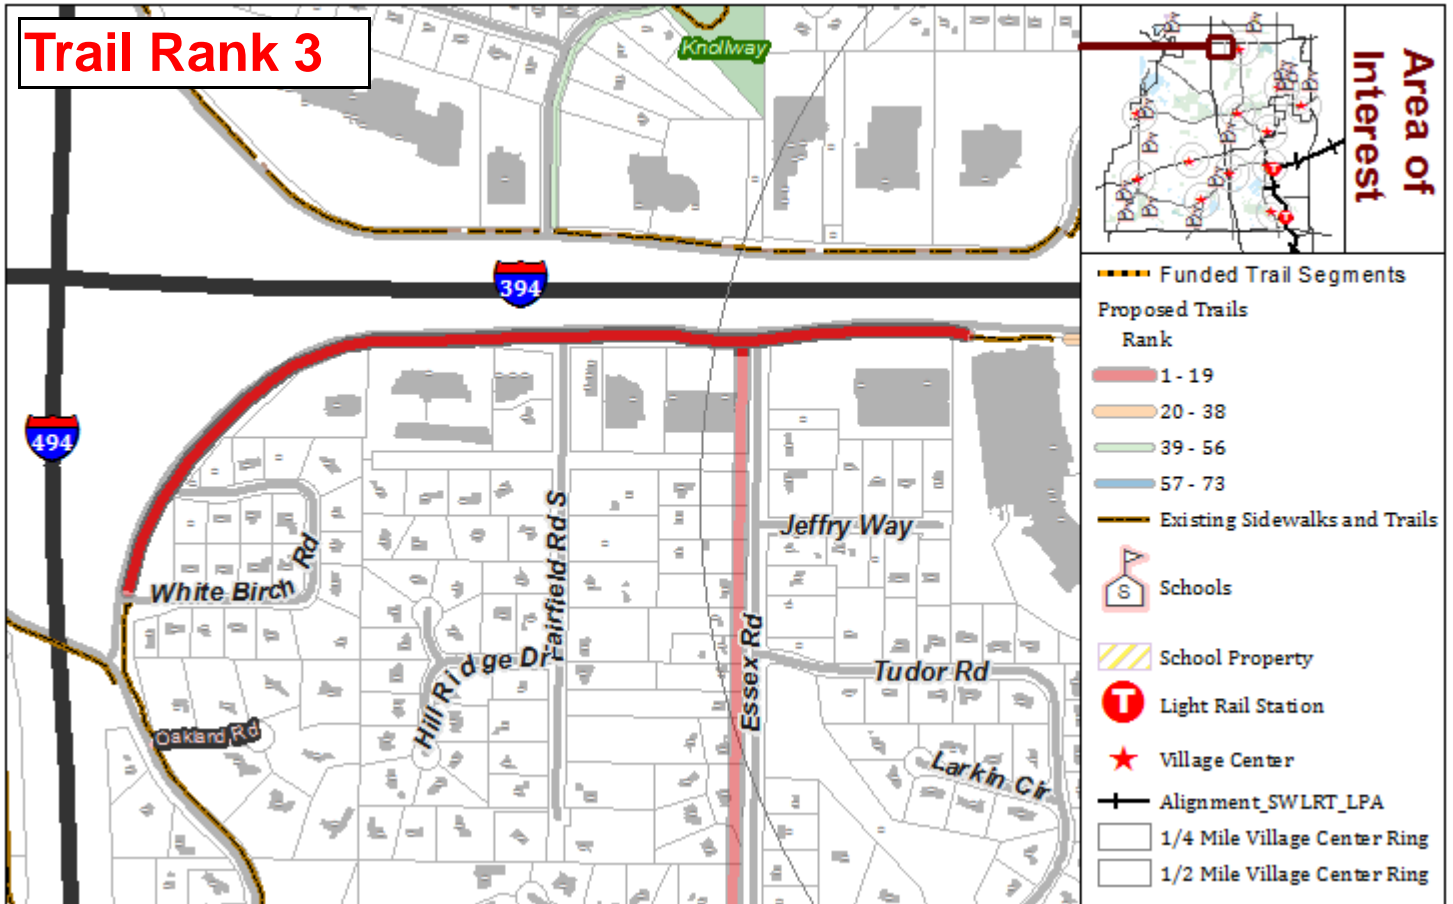 Trail Rank 3
Knollway
394
494
White Birch Rd
Fairfield Rd S
Jeffry Way
Hill Ridge Dr
Essex Rd
Tudor Rd
Oakland Rd
Larkin Cir
Area of
Interest
T
T
Funded Trail Segments
Proposed Trails
Rank
1 - 19
20 - 38
39 - 56
57 - 73
Existing Sidewalks and Trails
S
Schools
School Property
T
Light Rail Station
Village Center
Alignment_SWLRT_LPA
1/4 Mile Village Center Ring
1/2 Mile Village Center Ring